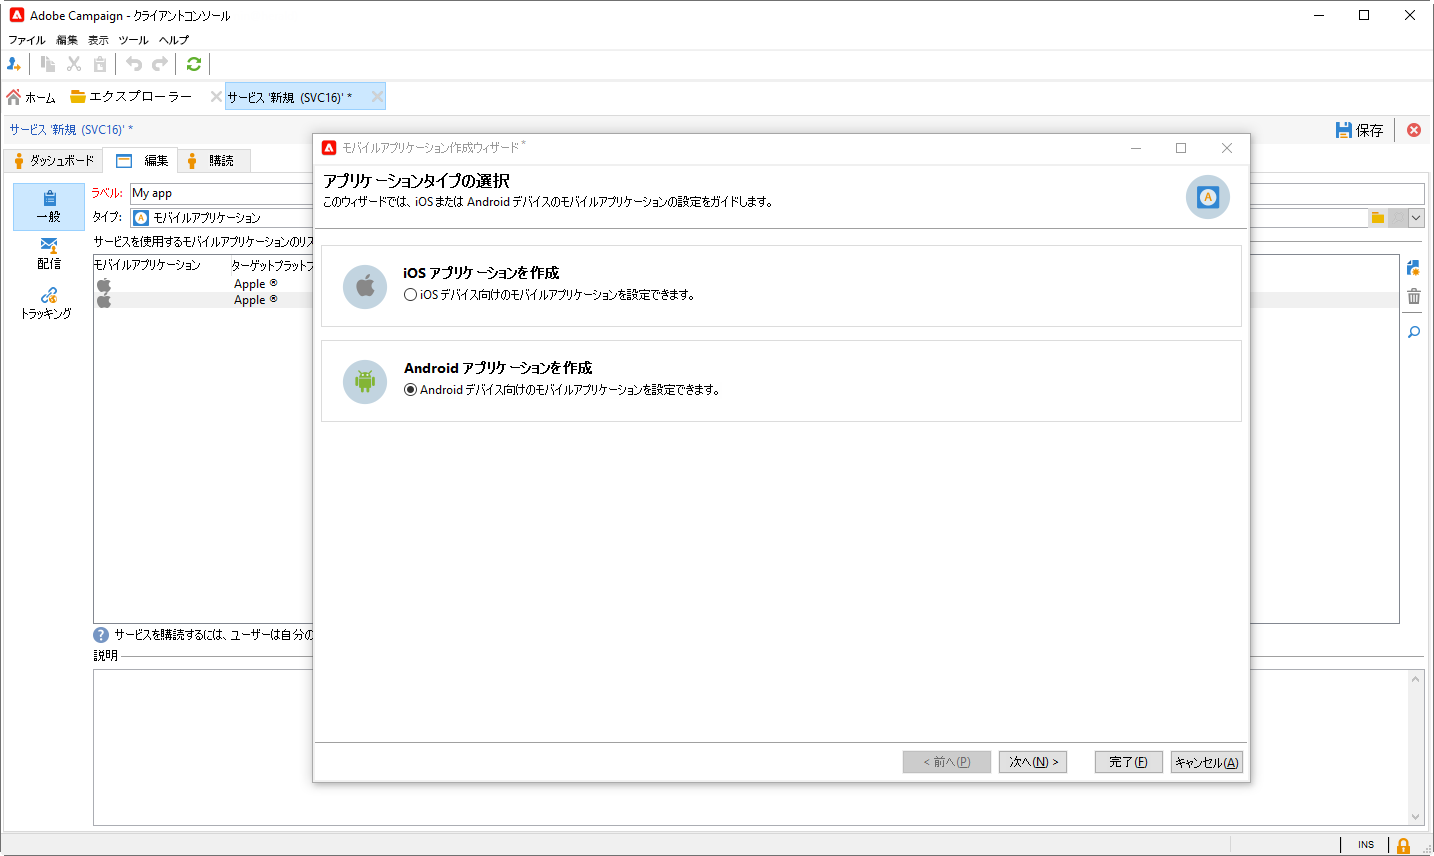 Adobe Campaign - クライアントコンソール
ファイル 編集 表示 ツール ヘルプ
ホーム エクスプローラー サービス '新規 (SVC16)' *
サービス '新規 (SVC16)' *
保存
ダッシュボード 編集 購読
一般
配信
トラッキング
ラベル: My app
タイプ: モバイルアプリケーション
サービスを使用するモバイルアプリケーションのリス
モバイルアプリケーション ターゲットプラットフ
Apple ®
Apple ®
サービスを購読するには、ユーザーは自分の
説明
モバイルアプリケーション作成ウィザード *
アプリケーションタイプの選択
このウィザードでは、iOS または Android デバイスのモバイルアプリケーションの設定をガイドします。
iOS アプリケーションを作成
iOS デバイス向けのモバイルアプリケーションを設定できます。
Android アプリケーションを作成
Android デバイス向けのモバイルアプリケーションを設定できます。
< 前へ(P) 次へ(N) > 完了(F) キャンセル(A)
INS